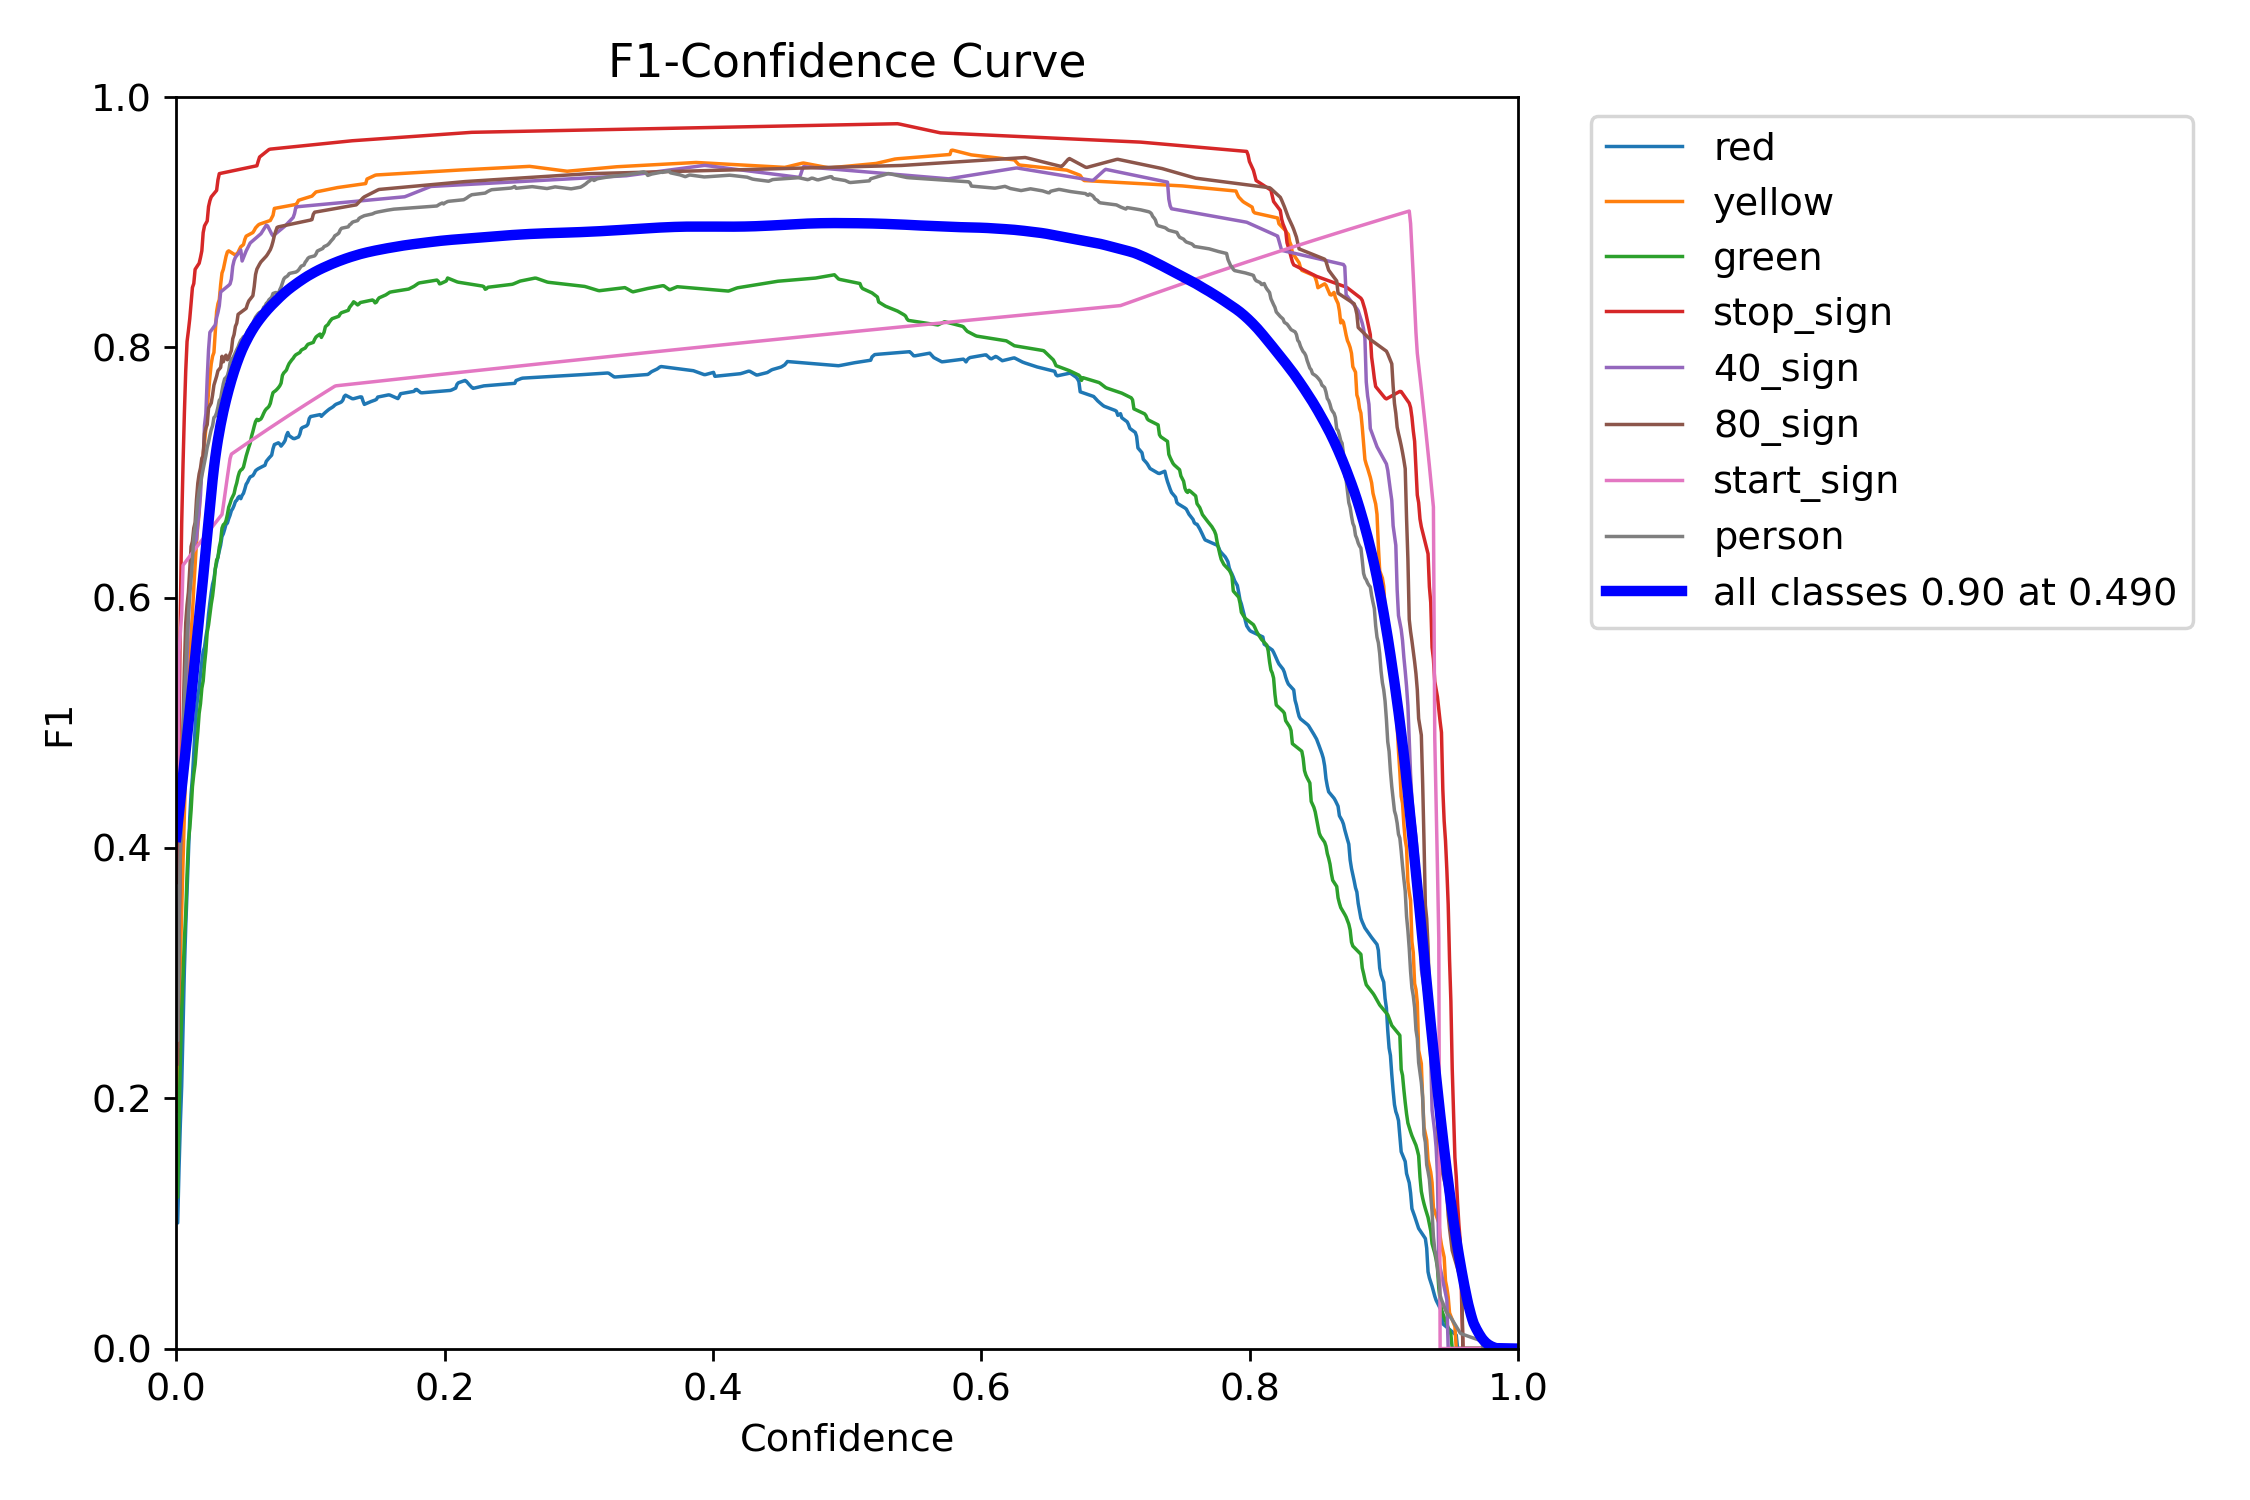 F1-Confidence Curve
1.0
0.8
0.6
0.4
0.2
0.0
F1
0.0 0.2 0.4 0.6 0.8 1.0
Confidence
red
yellow
green
stop_sign
40_sign
80_sign
start_sign
person
all classes 0.90 at 0.490